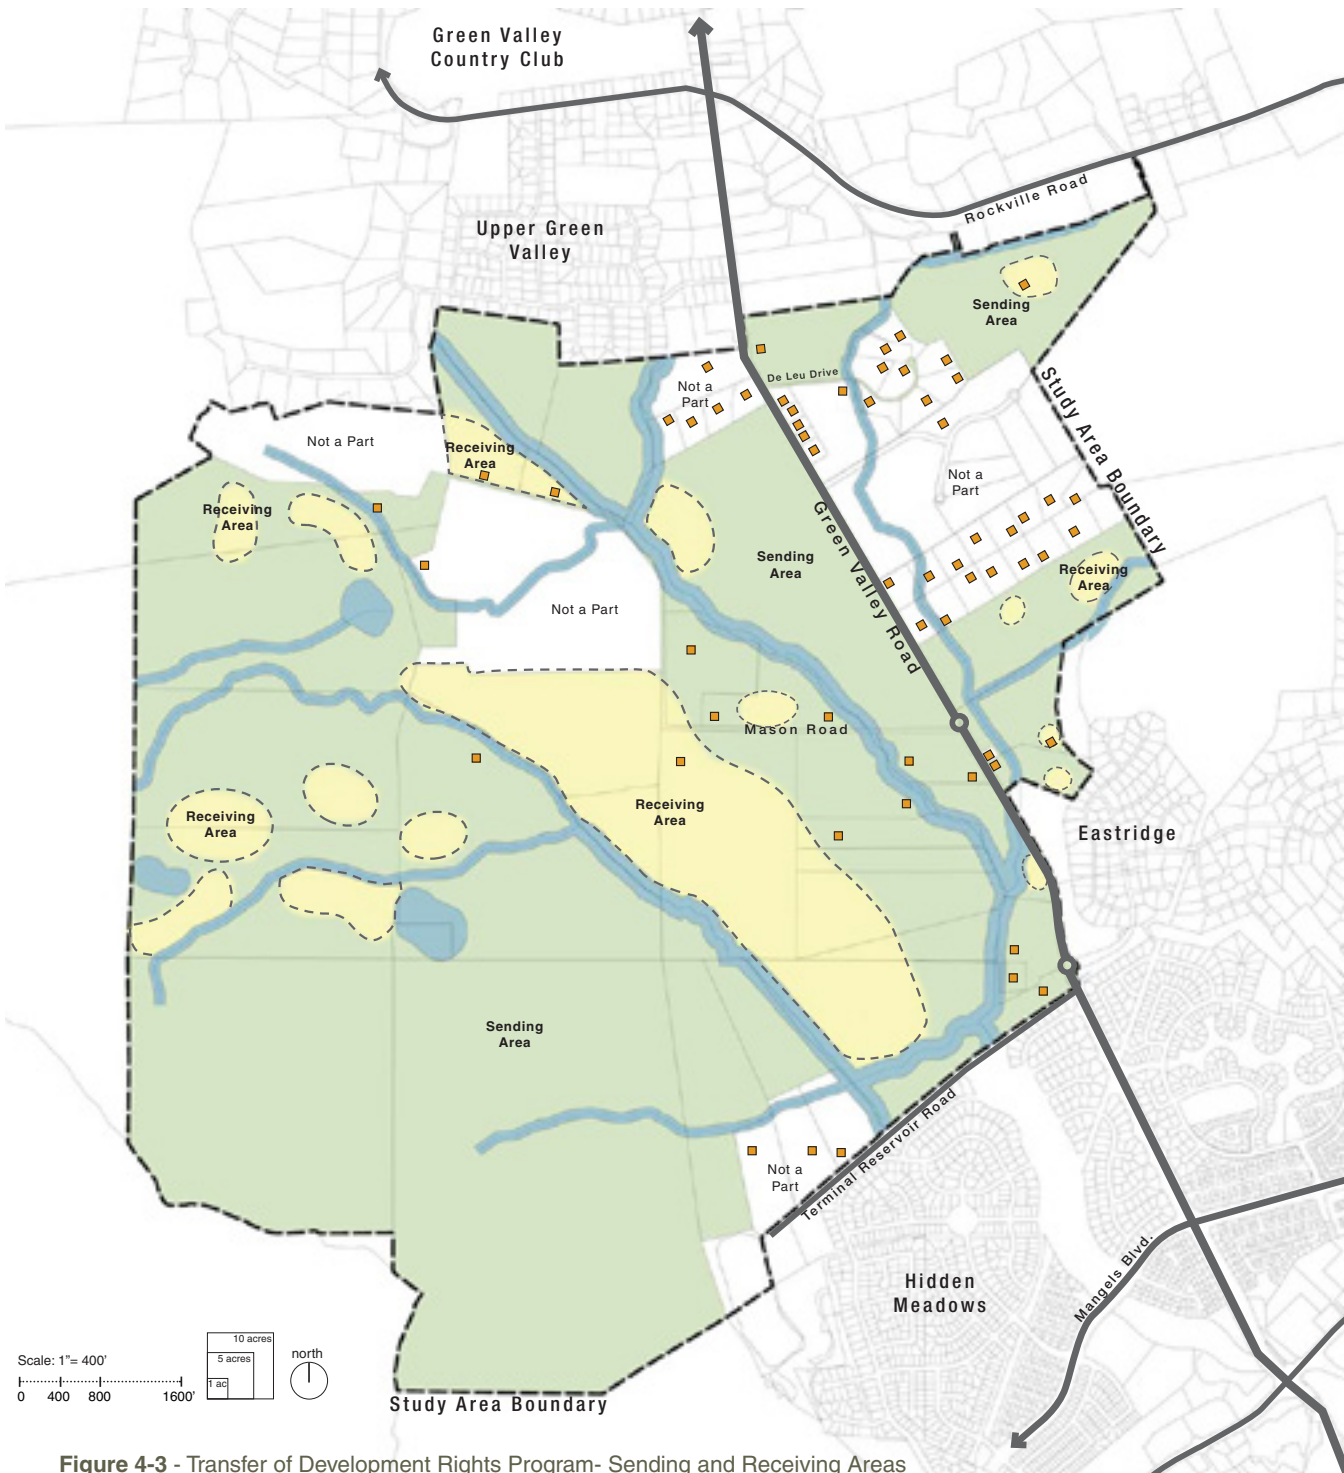 Green Valley
Country Club
Rockville Road
Upper Green
Valley
Sending
Area
De Leu Drive
Not a
Part
Study Area Boundary
Not a Part
Receiving
Area
Not a
Part
Receiving
Area
Green Valley Road
Sending
Area
Receiving
Area
Not a Part
Mason Road
Receiving
Area
Receiving
Area
Eastridge
Sending
Area
Terminal Reservoir Road
Not a
Part
Mangels Blvd.
Hidden
Meadows
10 acres
5 acres
1 ac
north
Scale: 1"= 400'
0 400 800 1600'
Study Area Boundary
Figure 4-3 - Transfer of Development Rights Program- Sending and Receiving Areas